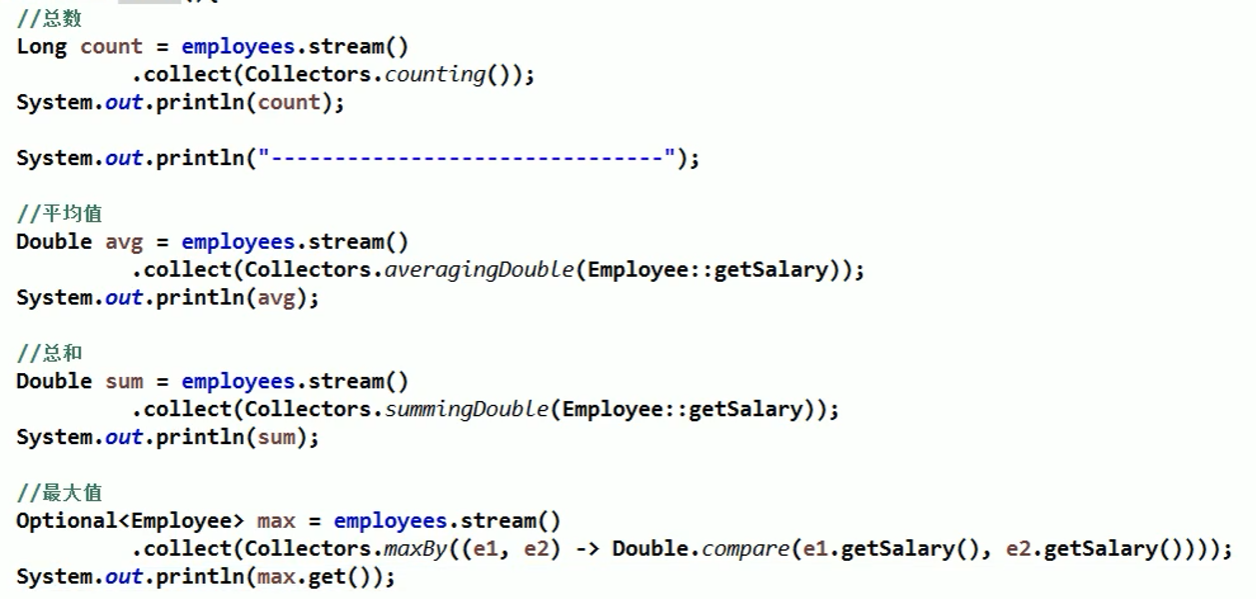 //总数
Long count = employees.stream()
.collect(Collectors.counting());
System.out.println(count);
System.out.println("-------------------------------");
//平均值
Double avg = employees.stream()
.collect(Collectors.averagingDouble(Employee::getSalary));
System.out.println(avg);
//总和
Double sum = employees.stream()
.collect(Collectors.summingDouble(Employee::getSalary));
System.out.println(sum);
//最大值
Optional<Employee> max = employees.stream()
.collect(Collectors.maxBy((e1, e2) -> Double.compare(e1.getSalary(), e2.getSalary())));
System.out.println(max.get());